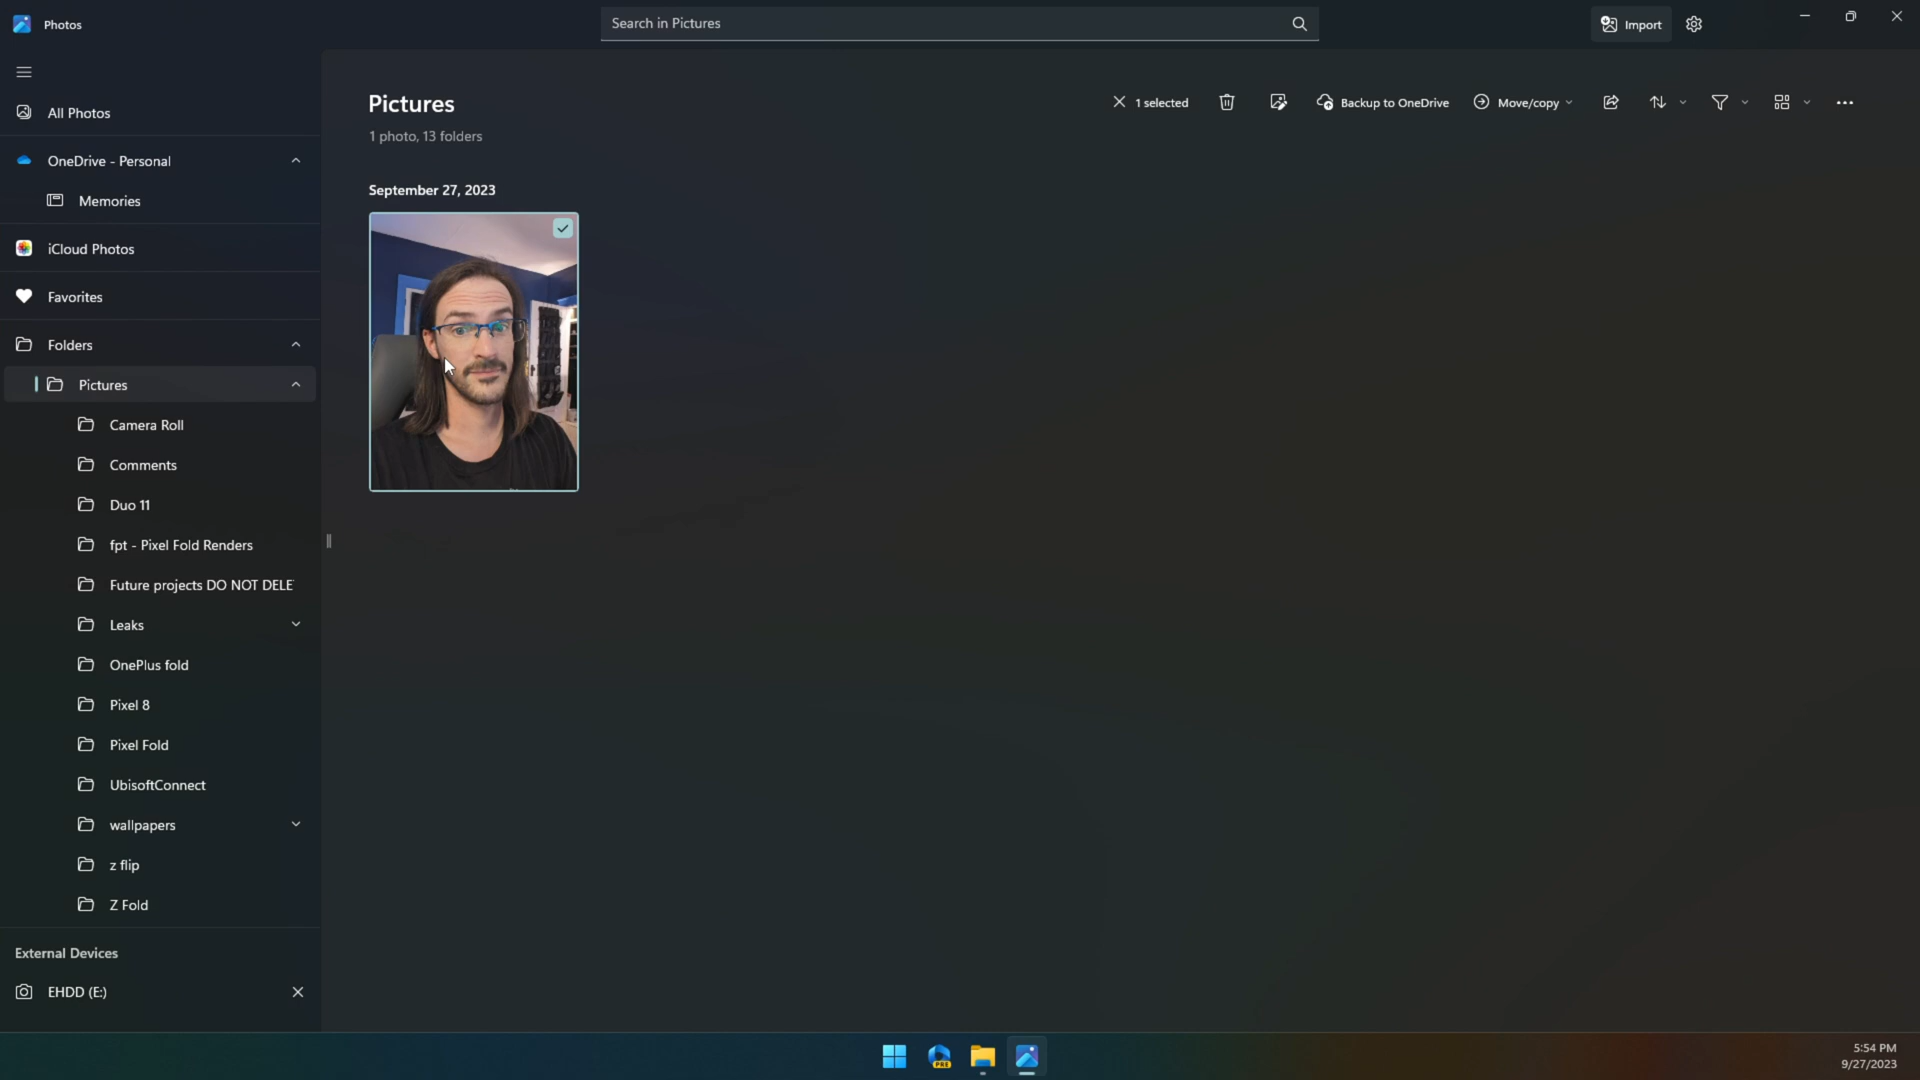 Photos
Search in Pictures
Import
All Photos
OneDrive - Personal
Memories
iCloud Photos
Favorites
Folders
Pictures
Camera Roll
Comments
Duo 11
fpt - Pixel Fold Renders
Future projects DO NOT DELE
Leaks
OnePlus fold
Pixel 8
Pixel Fold
UbisoftConnect
wallpapers
z flip
Z Fold
External Devices
EHDD (E:)
Pictures
1 selected
Backup to OneDrive
Move/copy
1 photo, 13 folders
September 27, 2023
PRE
5:54 PM
9/27/2023